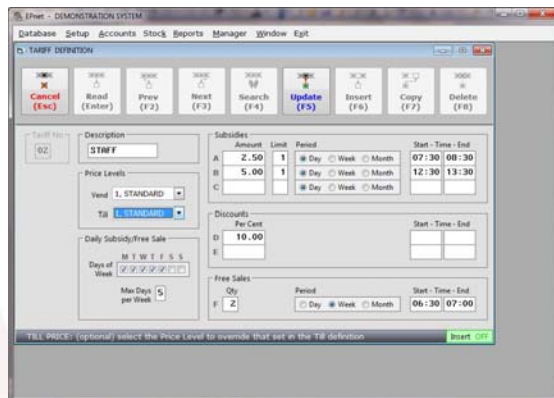 EPnet - DEMONSTRATION SYSTEM
Database Setup Accounts Stock Reports Manager Window Exit
TARIFF DEFINITION
Cancel (Esc) Read (Enter) Prev (F2) Next (F3) Search (F4) Update (F5) Insert (F6) Copy (F7) Delete (F8)
Tariff No
02
Description
STAFF
Price Levels
Vend 1, STANDARD
Till 1, STANDARD
Daily Subsidy/Free Sale
M T W T F S S
Days of Week
Max Days per Week 5
Subsidies
Amount Limit Period Start - Time - End
A 2.50 1 Day Week Month 07:30 08:30
B 5.00 1 Day Week Month 12:30 13:30
C Day Week Month
Discounts
Per Cent Start - Time - End
D 10.00
E
Free Sales
Qty Period Start - Time - End
F 2 Day Week Month 06:30 07:00
TILL PRICE: (optional) select the Price Level to override that set in the Till definition
Insert OFF